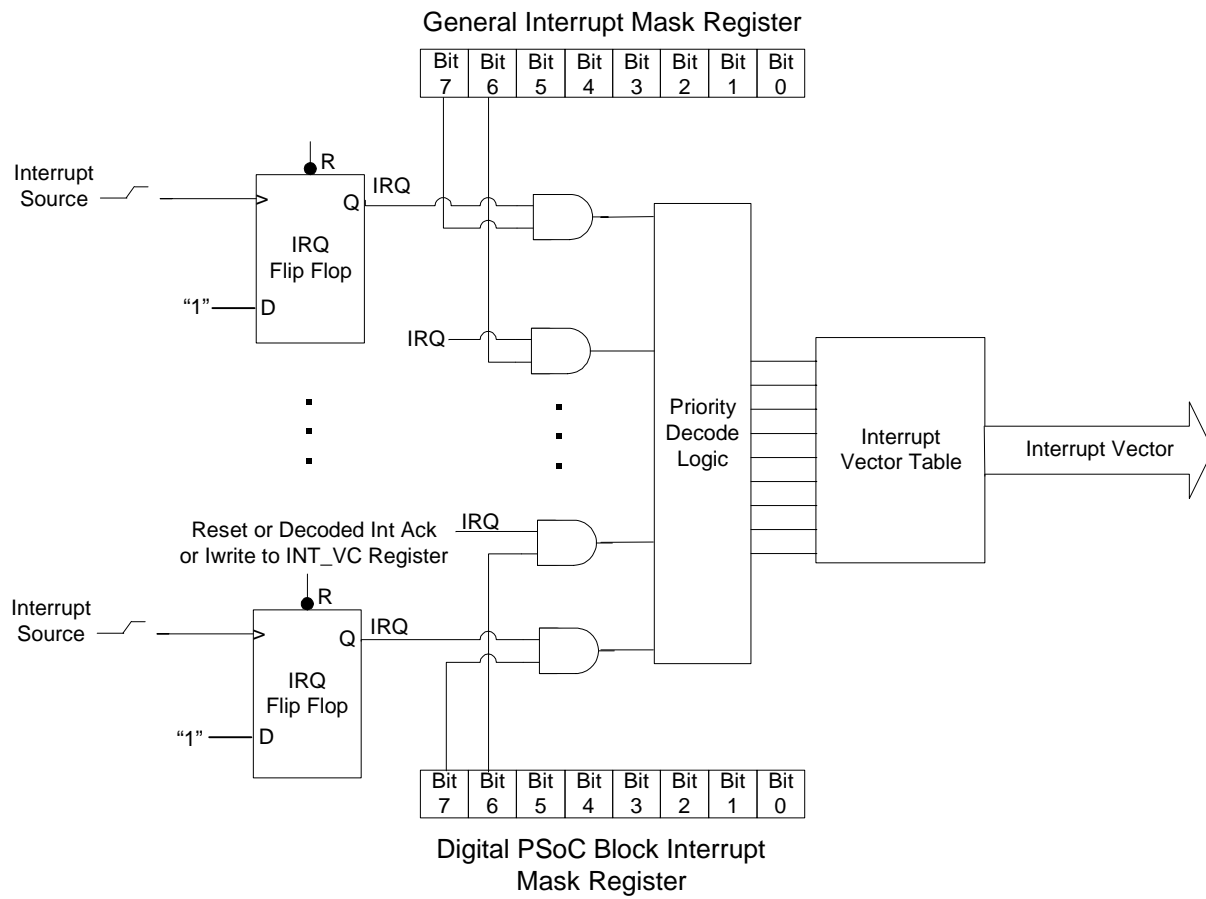 General Interrupt Mask Register
Bit 7 Bit 6 Bit 5 Bit 4 Bit 3 Bit 2 Bit 1 Bit 0
R
Interrupt
Source
IRQ
>
Q
IRQ
Flip Flop
“1”
D
IRQ
Priority
Decode
Logic
Interrupt
Vector Table
Interrupt Vector
Reset or Decoded Int Ack
or Iwrite to INT_VC Register
IRQ
R
Interrupt
Source
IRQ
>
Q
IRQ
Flip Flop
“1”
D
Bit 7 Bit 6 Bit 5 Bit 4 Bit 3 Bit 2 Bit 1 Bit 0
Digital PSoC Block Interrupt
Mask Register